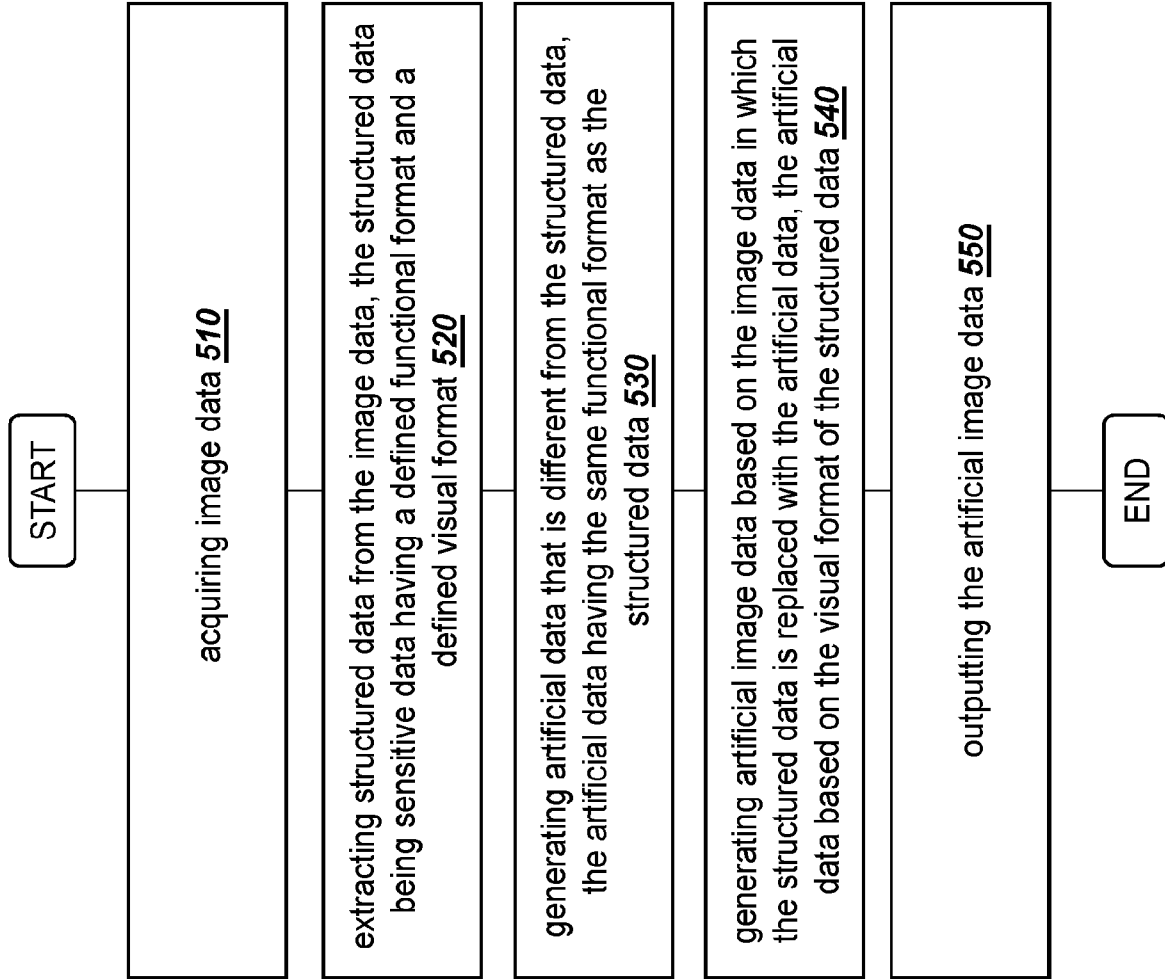 START
acquiring image data 510
extracting structured data from the image data, the structured data
being sensitive data having a defined functional format and a
defined visual format 520
generating artificial data that is different from the structured data,
the artificial data having the same functional format as the
structured data 530
generating artificial image data based on the image data in which
the structured data is replaced with the artificial data, the artificial
data based on the visual format of the structured data 540
outputting the artificial image data 550
END